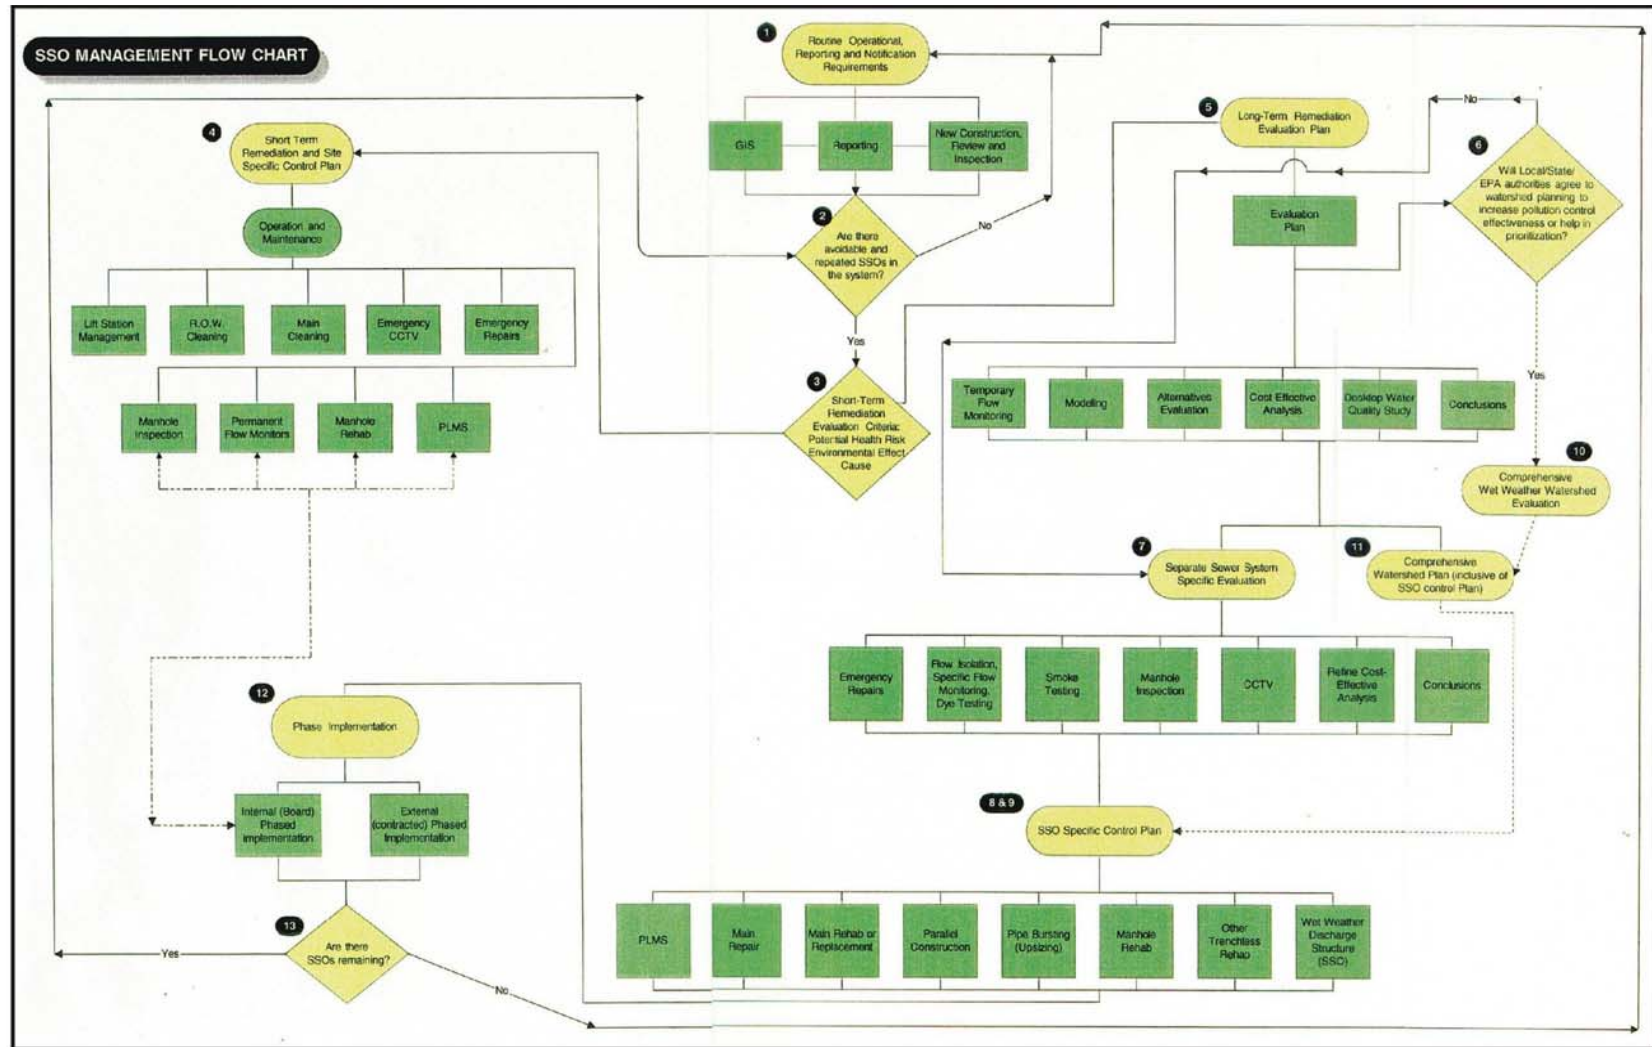 SSO MANAGEMENT FLOW CHART
1
Routine Operational,
Reporting and Notification
Requirements
GIS
Reporting
New Construction,
Review and
Inspection
2
Are there
avoidable and
repeated SSOs in
the system?
No
Yes
3
Short-Term
Remediation
Evaluation Criteria:
Potential Health Risk
Environmental Effect
Cause
4
Short Term
Remediation and Site
Specific Control Plan
Operation and
Maintenance
Lift Station
Management
R.O.W.
Cleaning
Main
Cleaning
Emergency
CCTV
Emergency
Repairs
Manhole
Inspection
Permanent
Flow Monitors
Manhole
Rehab
PLMS
5
Long-Term Remediation
Evaluation Plan
Evaluation
Plan
No
6
Will Local/State/
EPA authorities agree to
watershed planning to
increase pollution control
effectiveness or help in
prioritization?
Yes
Temporary
Flow
Monitoring
Modeling
Alternatives
Evaluation
Cost Effective
Analysis
Desktop Water
Quality Study
Conclusions
10
Comprehensive
Wet Weather Watershed
Evaluation
7
Separate Sewer System
Specific Evaluation
11
Comprehensive
Watershed Plan (inclusive of
SSO control Plan)
Emergency
Repairs
Flow Isolation,
Specific Flow
Monitoring,
Dye Testing
Smoke
Testing
Manhole
Inspection
CCTV
Refine Cost-
Effective
Analysis
Conclusions
8 & 9
SSO Specific Control Plan
PLMS
Main
Repair
Main Rehab or
Replacement
Parallel
Construction
Pipe Bursting
(Upsizing)
Manhole
Rehab
Other
Trenchless
Rehap
Wet Weather
Discharge
Structure
(SSO)
12
Phase Implementation
Internal (Board)
Phased
implementation
External
(contracted) Phased
Implementation
13
Are there
SSOs remaining?
Yes
No